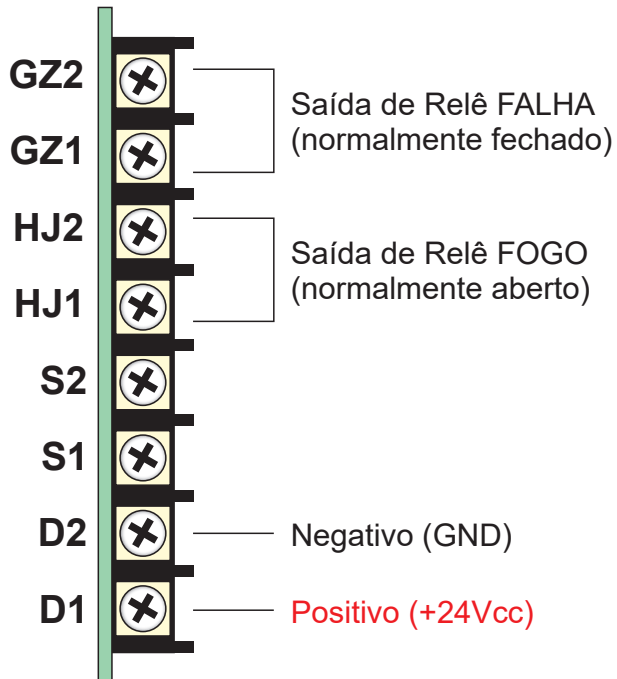 GZ2
GZ1
Saída de Relê FALHA
(normalmente fechado)
HJ2
HJ1
Saída de Relê FOGO
(normalmente aberto)
S2
S1
D2
Negativo (GND)
D1
Positivo (+24Vcc)